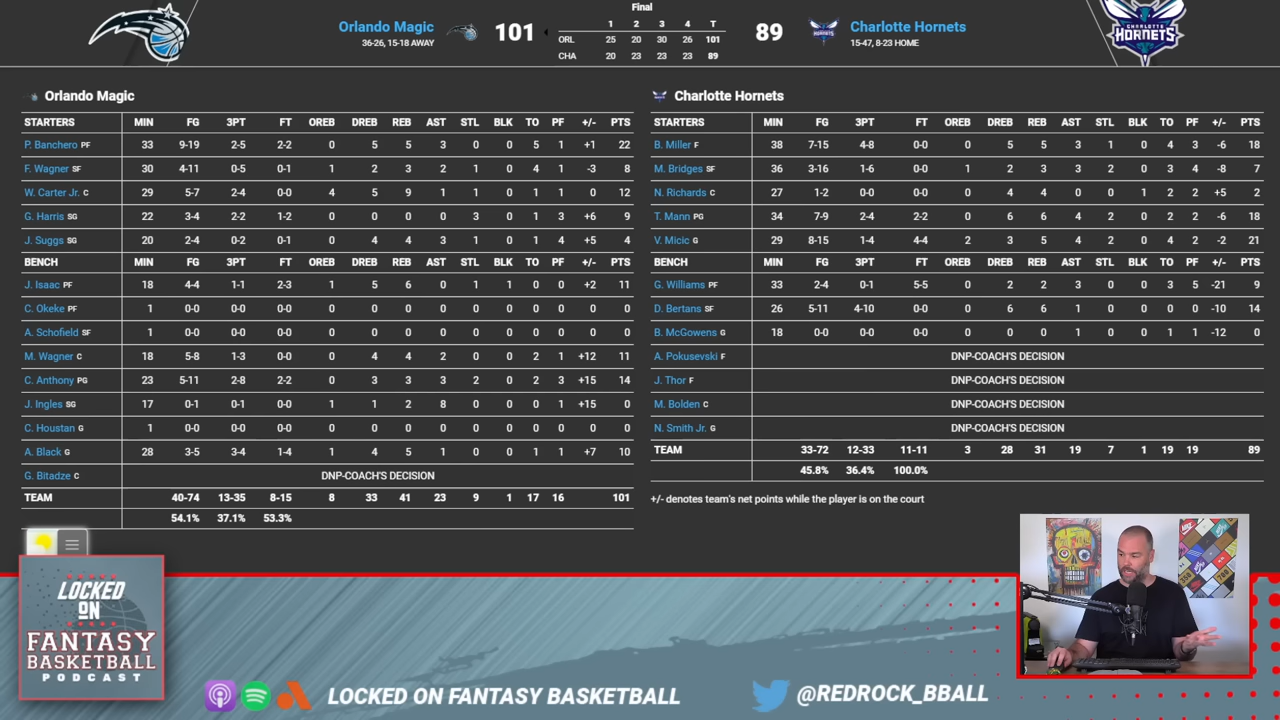 Final
Orlando Magic
36-26, 15-18 AWAY
101
1 2 3 4 T
ORL 25 20 30 26 101
CHA 20 23 23 23 89
89
Charlotte Hornets
15-47, 8-23 HOME
CHARLOTTE
HORNETS
Orlando Magic
STARTERS MIN FG 3PT FT OREB DREB REB AST STL BLK TO PF +/- PTS
P. Banchero PF 33 9-19 2-5 2-2 0 5 5 3 0 0 5 1 +1 22
F. Wagner SF 30 4-11 0-5 0-1 1 2 3 2 1 0 4 1 -3 8
W. Carter Jr. C 29 5-7 2-4 0-0 4 5 9 1 1 0 1 1 0 12
G. Harris SG 22 3-4 2-2 1-2 0 0 0 0 3 0 1 3 +6 9
J. Suggs SG 20 2-4 0-2 0-1 0 4 4 3 1 0 1 4 +5 4
BENCH MIN FG 3PT FT OREB DREB REB AST STL BLK TO PF +/- PTS
J. Isaac PF 18 4-4 1-1 2-3 1 5 6 0 1 1 0 0 +2 11
C. Okeke PF 1 0-0 0-0 0-0 0 0 0 0 0 0 0 0 0 0
A. Schofield SF 1 0-0 0-0 0-0 0 0 0 0 0 0 0 0 0 0
M. Wagner C 18 5-8 1-3 0-0 0 4 4 2 0 0 2 1 +12 11
C. Anthony PG 23 5-11 2-8 2-2 0 3 3 3 2 0 2 3 +15 14
J. Ingles SG 17 0-1 0-1 0-0 1 1 2 8 0 0 0 1 +15 0
C. Houstan G 1 0-0 0-0 0-0 0 0 0 0 0 0 0 0 0 0
A. Black G 28 3-5 3-4 1-4 1 4 5 1 0 0 1 1 +7 10
G. Bitadze C DNP-COACH'S DECISION
TEAM 40-74 13-35 8-15 8 33 41 23 9 1 17 16 101
54.1% 37.1% 53.3%
Charlotte Hornets
STARTERS MIN FG 3PT FT OREB DREB REB AST STL BLK TO PF +/- PTS
B. Miller F 38 7-15 4-8 0-0 0 5 5 3 1 0 4 3 -6 18
M. Bridges SF 36 3-16 1-6 0-0 1 2 3 3 2 0 3 4 -8 7
N. Richards C 27 1-2 0-0 0-0 0 4 4 0 0 1 2 2 +5 2
T. Mann PG 34 7-9 2-4 2-2 0 6 6 4 2 0 2 2 -6 18
V. Micic G 29 8-15 1-4 4-4 2 3 5 4 2 0 4 2 -2 21
BENCH MIN FG 3PT FT OREB DREB REB AST STL BLK TO PF +/- PTS
G. Williams PF 33 2-4 0-1 5-5 0 2 2 3 0 0 3 5 -21 9
D. Bertans SF 26 5-11 4-10 0-0 0 6 6 1 0 0 0 0 -10 14
B. McGowens G 18 0-0 0-0 0-0 0 0 0 1 0 0 1 1 -12 0
A. Pokusevski F DNP-COACH'S DECISION
J. Thor F DNP-COACH'S DECISION
M. Bolden C DNP-COACH'S DECISION
N. Smith Jr. G DNP-COACH'S DECISION
TEAM 33-72 12-33 11-11 3 28 31 19 7 1 19 19 89
45.8% 36.4% 100.0%
+/- denotes team's net points while the player is on the court
LOCKED
ON
FANTASY
BASKETBALL
PODCAST
LOCKED ON FANTASY BASKETBALL
@REDROCK_BBALL